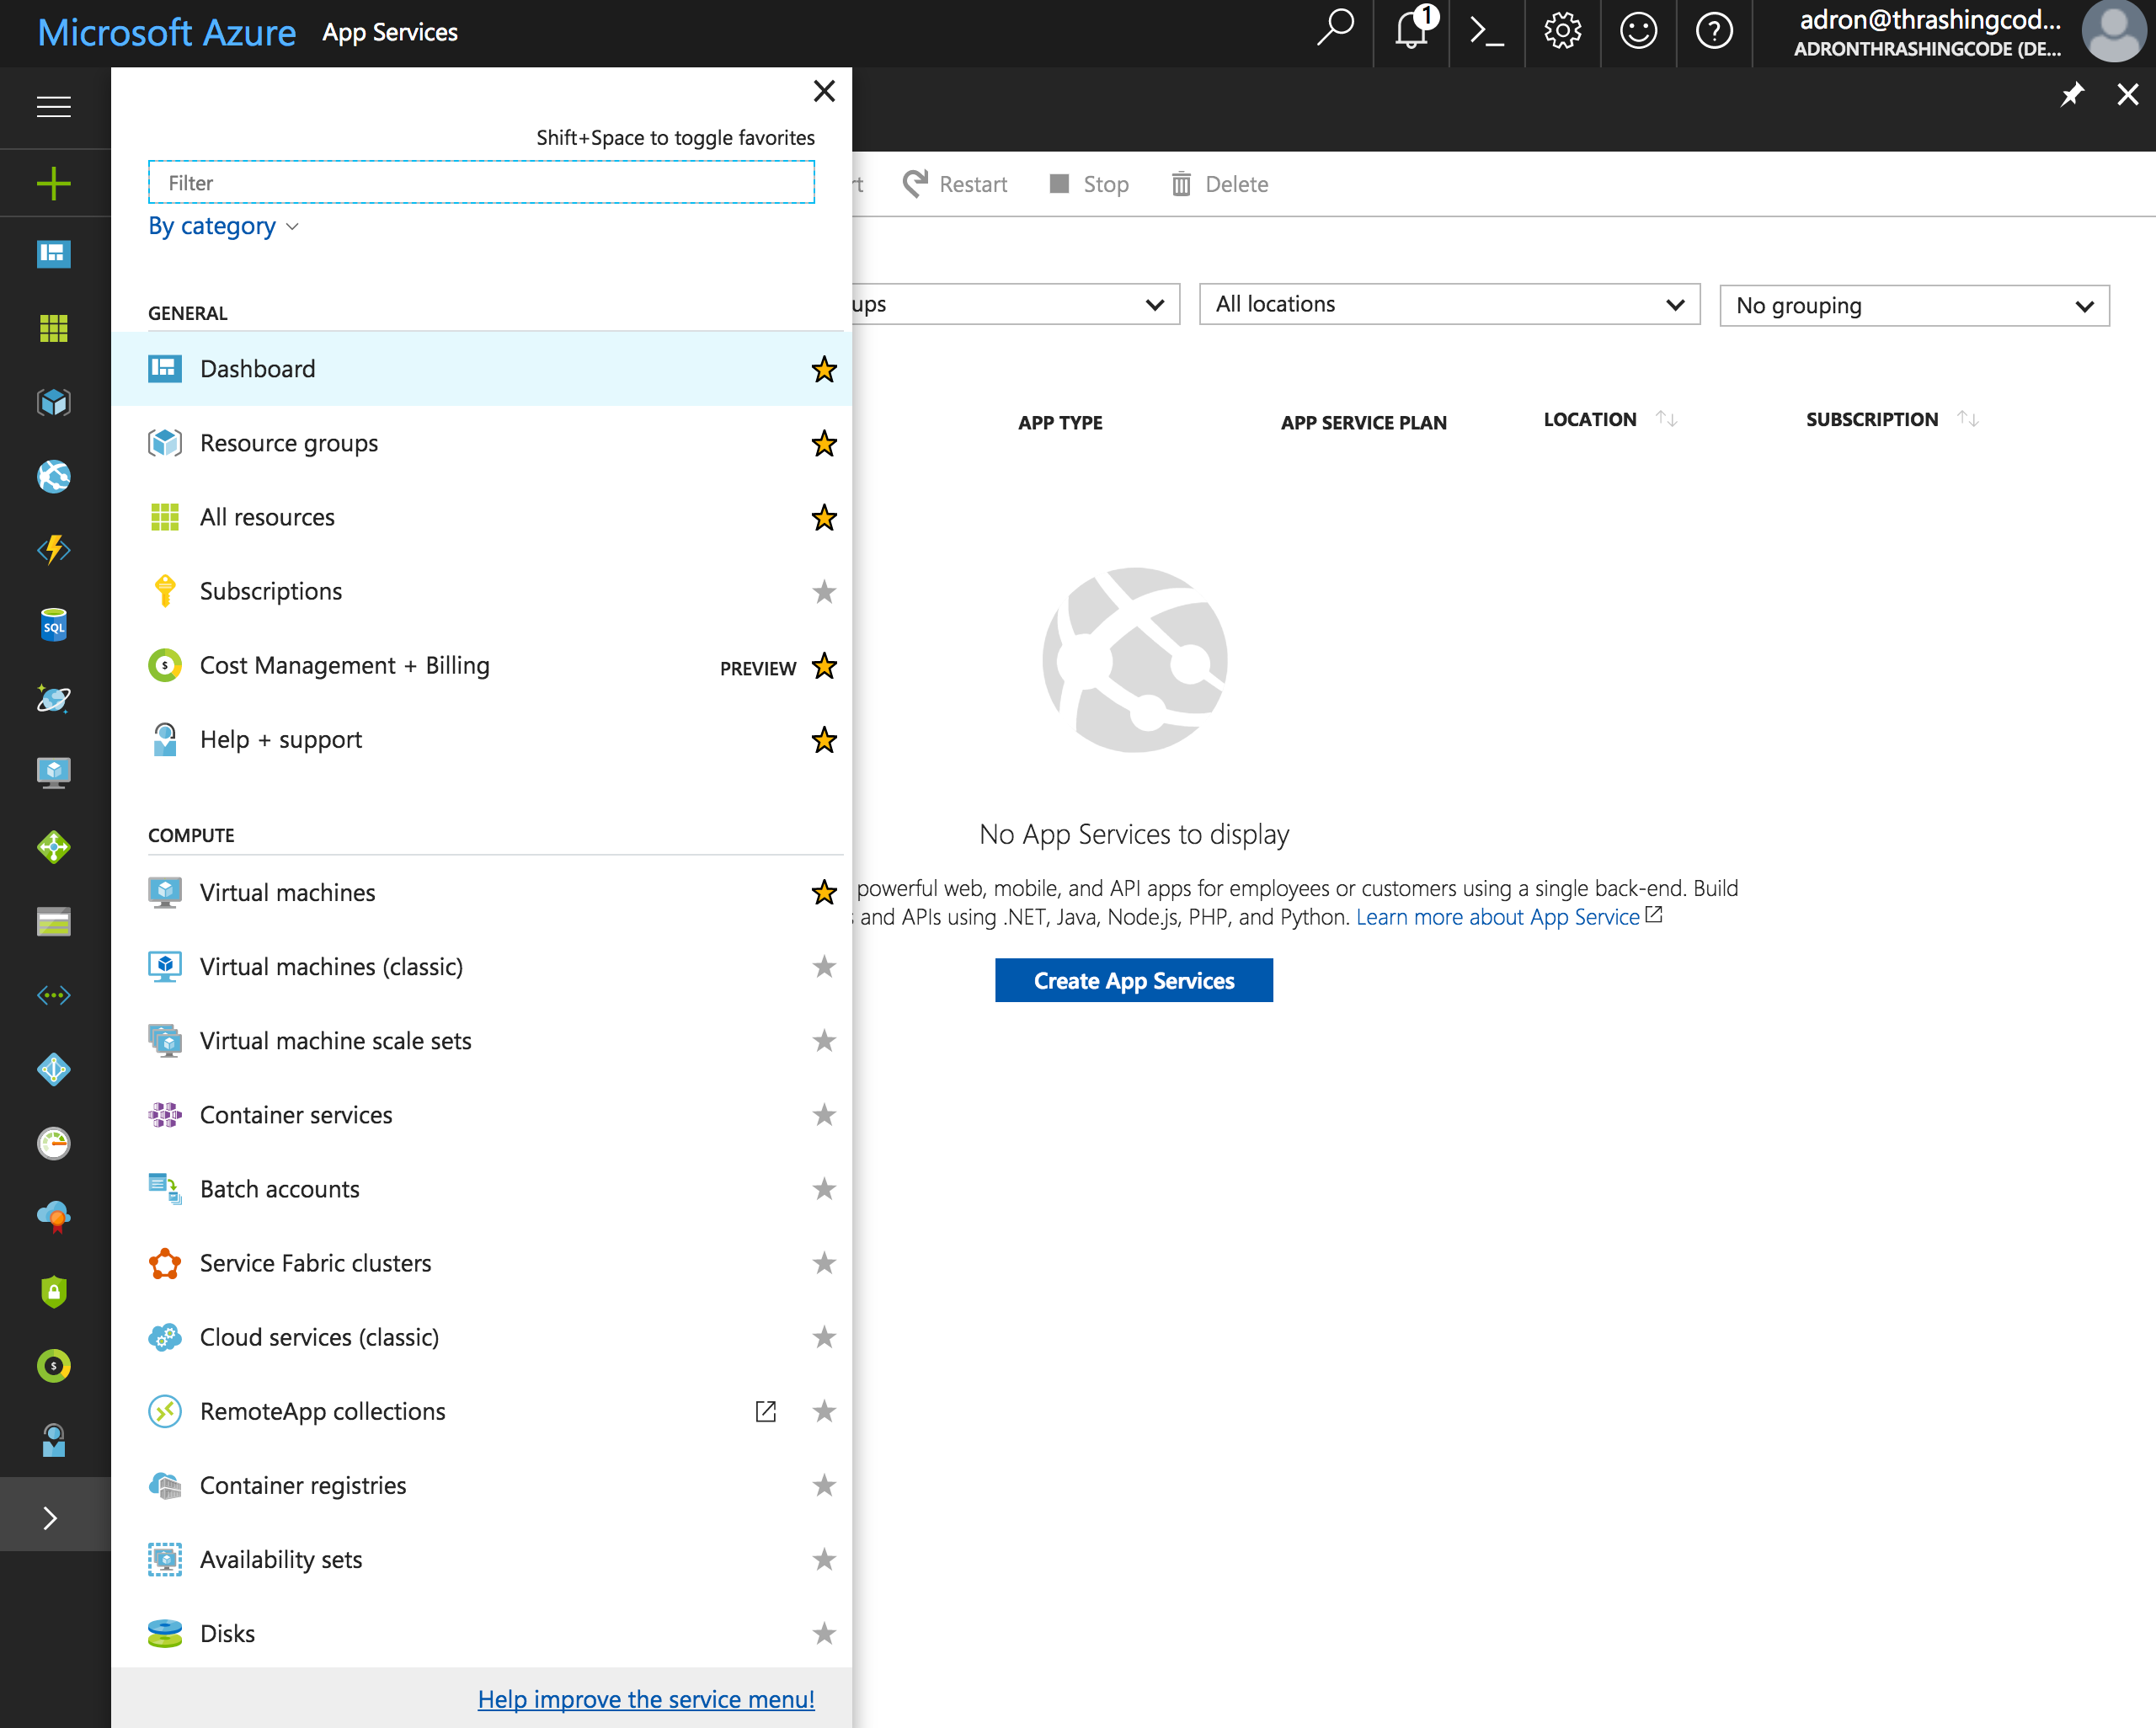 Microsoft Azure App Services
1
adron@thrashingcod...
ADRONTHRASHINGCODE (DE...
Shift+Space to toggle favorites
Filter
By category
GENERAL
Dashboard
Resource groups
All resources
Subscriptions
Cost Management + Billing PREVIEW
Help + support
COMPUTE
Virtual machines
Virtual machines (classic)
Virtual machine scale sets
Container services
Batch accounts
Service Fabric clusters
Cloud services (classic)
RemoteApp collections
Container registries
Availability sets
Disks
Help improve the service menu!
SQL
Restart Stop Delete
All locations No grouping
APP TYPE APP SERVICE PLAN LOCATION SUBSCRIPTION
No App Services to display
powerful web, mobile, and API apps for employees or customers using a single back-end. Build
and APIs using .NET, Java, Node.js, PHP, and Python. Learn more about App Service
Create App Services